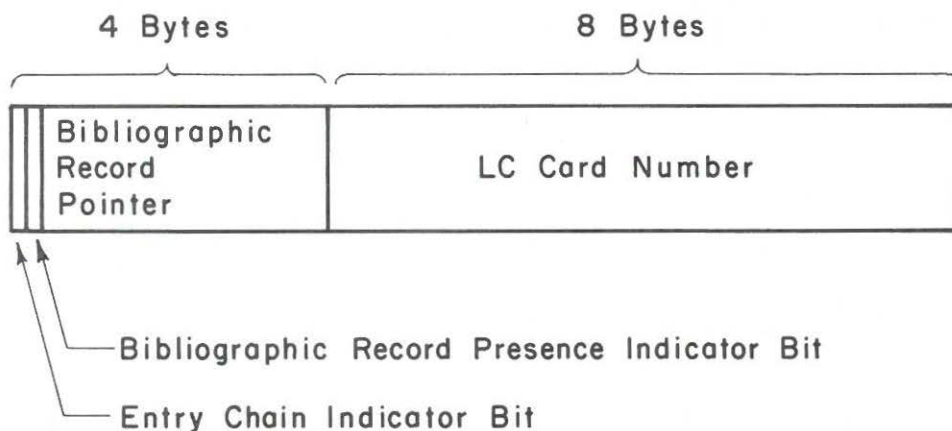 4 Bytes
8 Bytes
Bibliographic
Record
Pointer
LC Card Number
Bibliographic Record Presence Indicator Bit
Entry Chain Indicator Bit